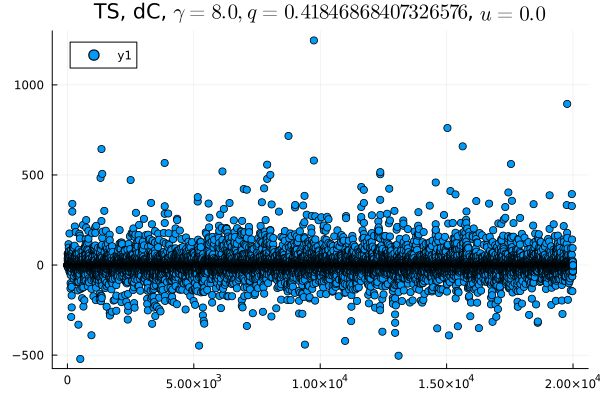 TS, dC, γ = 8.0, q = 0.41846868407326576, u = 0.0
y1
1000
500
0
−500
0 5.00×10³ 1.00×10⁴ 1.50×10⁴ 2.00×10⁴